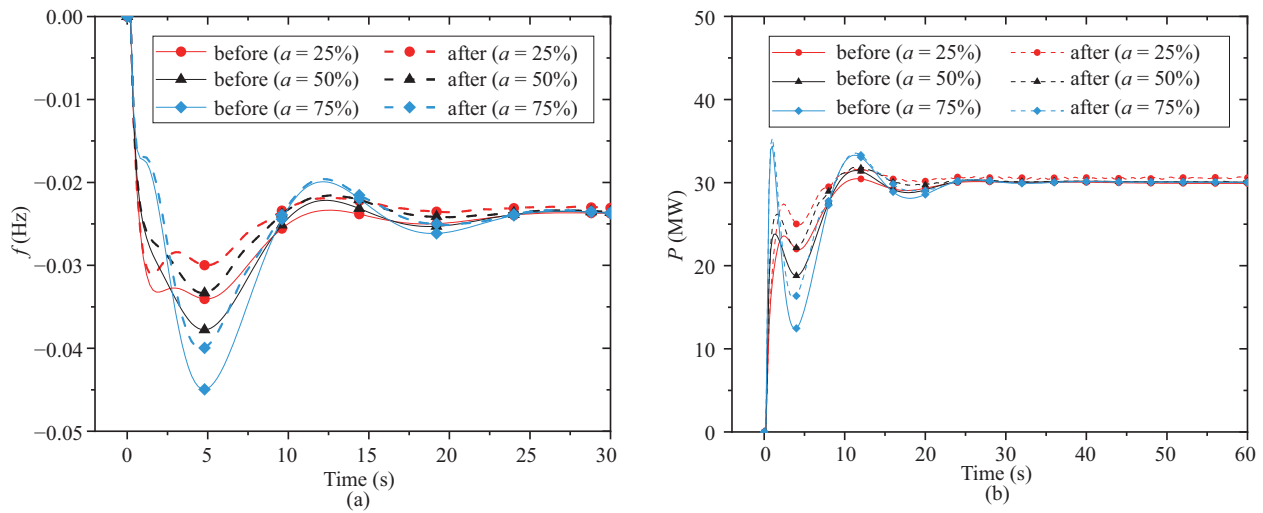 0.00
−0.01
−0.02
−0.03
−0.04
−0.05
f (Hz)
before (a = 25%) after (a = 25%)
before (a = 50%) after (a = 50%)
before (a = 75%) after (a = 75%)
0 5 10 15 20 25 30
Time (s)
(a)
50
40
30
20
10
0
P (MW)
before (a = 25%) after (a = 25%)
before (a = 50%) after (a = 50%)
before (a = 75%) after (a = 75%)
0 10 20 30 40 50 60
Time (s)
(b)